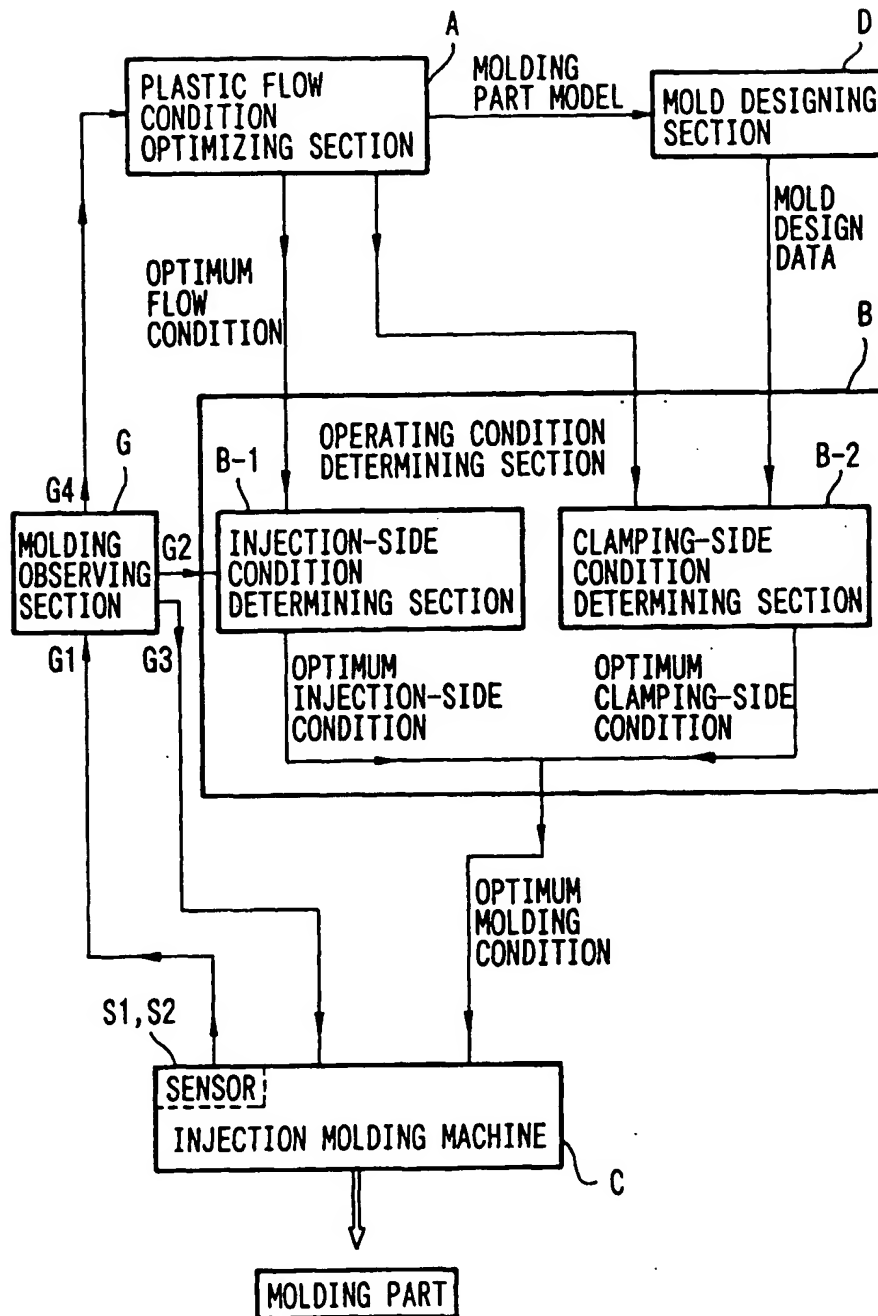 A
D
PLASTIC FLOW
CONDITION
OPTIMIZING SECTION
MOLDING
PART MODEL
MOLD DESIGNING
SECTION
OPTIMUM
FLOW
CONDITION
MOLD
DESIGN
DATA
B
OPERATING CONDITION
DETERMINING SECTION
G
B-1
B-2
G4
MOLDING
OBSERVING
SECTION
G2
INJECTION-SIDE
CONDITION
DETERMINING SECTION
CLAMPING-SIDE
CONDITION
DETERMINING SECTION
G1
G3
OPTIMUM
INJECTION-SIDE
CONDITION
OPTIMUM
CLAMPING-SIDE
CONDITION
OPTIMUM
MOLDING
CONDITION
S1,S2
SENSOR
INJECTION MOLDING MACHINE
C
MOLDING PART